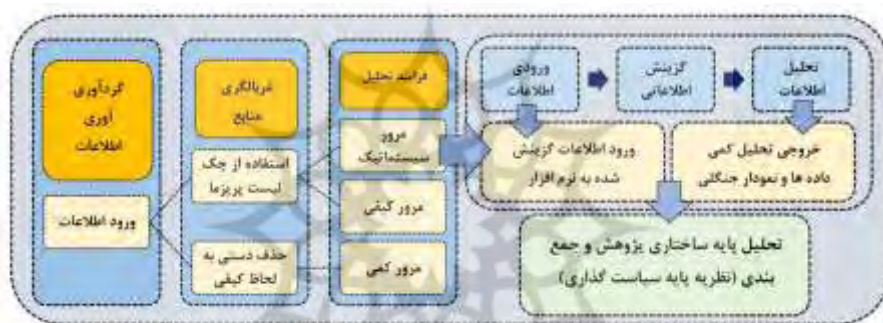 گردآوری
آوری
اطلاعات
ورود اطلاعات
غربالگری
منابع
استفاده از چک
لیست پریزما
حذف دستی به
لحاظ کیفی
فرآیند تحلیل
مرور
سیستماتیک
مرور کیفی
مرور کمی
ورودی
اطلاعات
گزینش
اطلاعاتی
تحلیل
اطلاعات
ورود اطلاعات گزینش
شده به نرم افزار
خروجی تحلیل کمی
داده ها و نمودار جنگلی
تحلیل پایه ساختاری پژوهش و جمع
بندی (نظریه پایه سیاست گذاری)